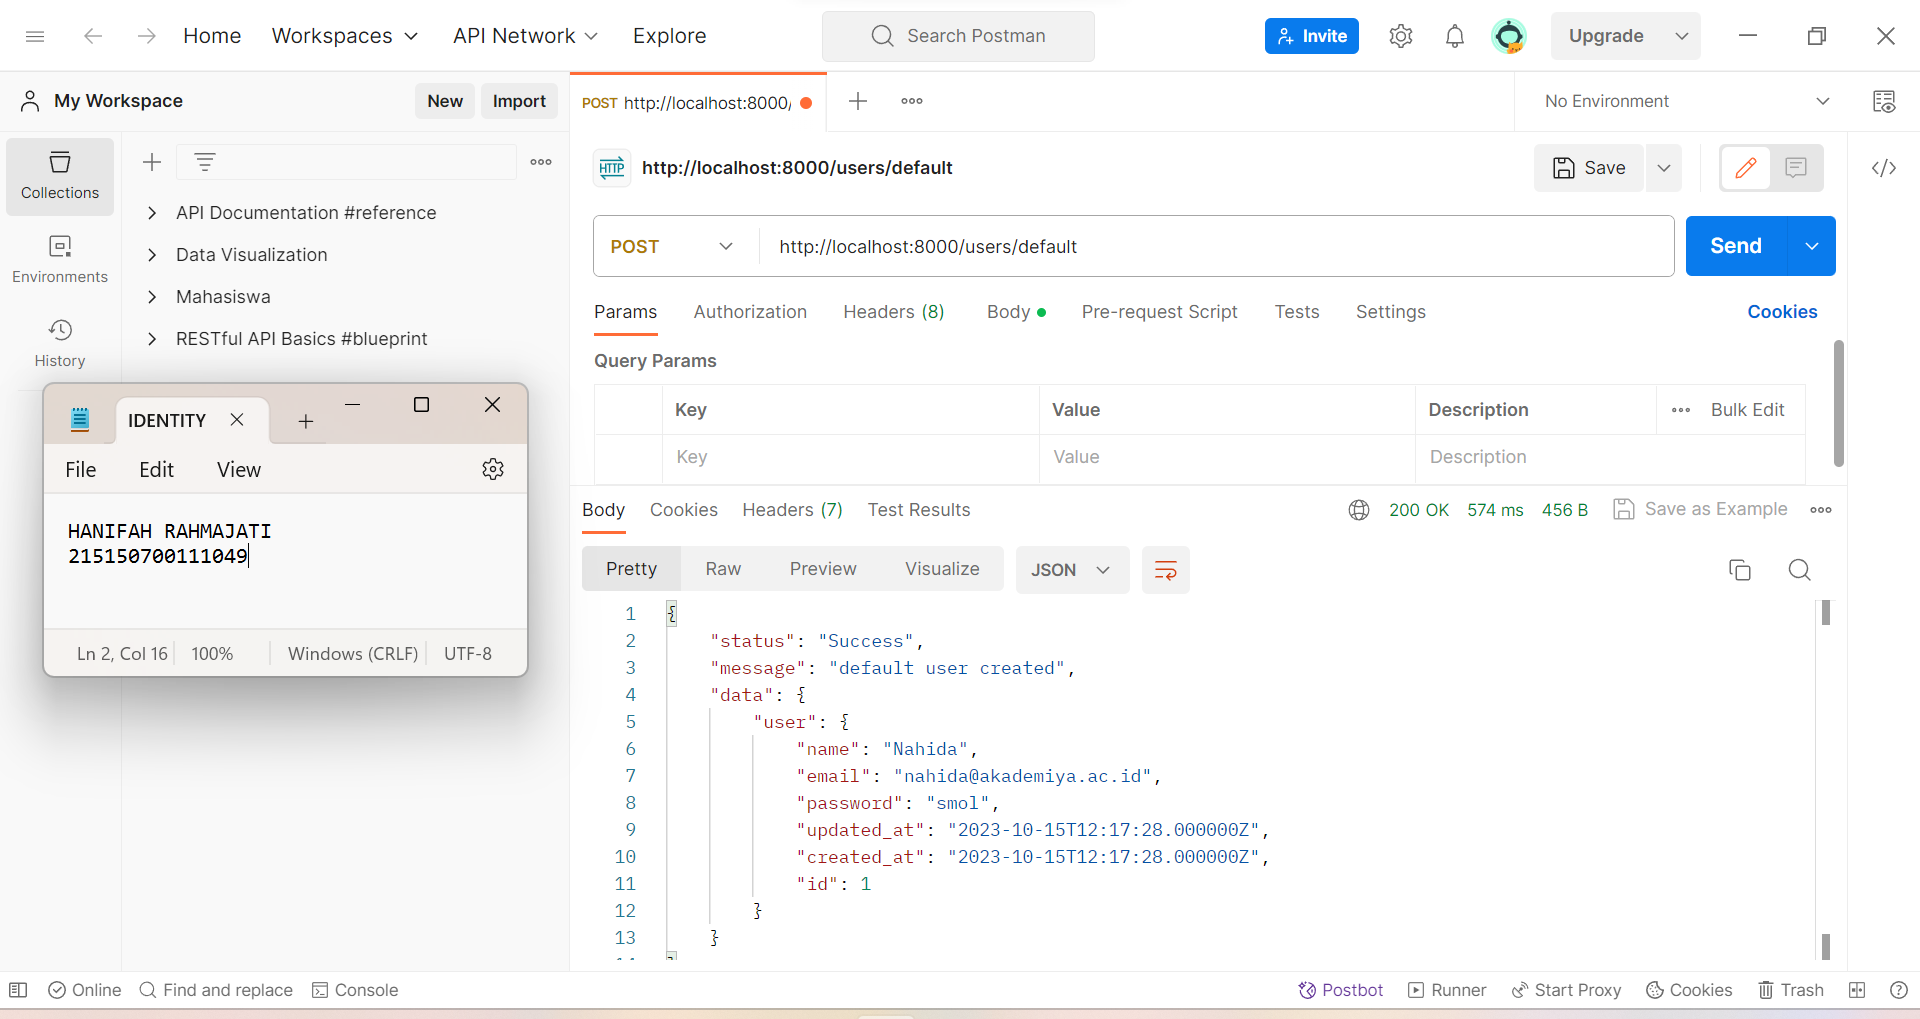 Home Workspaces API Network Explore Search Postman Invite Upgrade
My Workspace New Import POST http://localhost:8000/ No Environment
Collections
Environments
History
API Documentation #reference
Data Visualization
Mahasiswa
RESTful API Basics #blueprint
HTTP http://localhost:8000/users/default Save
POST http://localhost:8000/users/default Send
Params Authorization Headers (8) Body Pre-request Script Tests Settings Cookies
Query Params
Key Value Description Bulk Edit
Key Value Description
IDENTITY
File Edit View
HANIFAH RAHMAJATI
215150700111049
Ln 2, Col 16 100% Windows (CRLF) UTF-8
Body Cookies Headers (7) Test Results 200 OK 574 ms 456 B Save as Example
Pretty Raw Preview Visualize JSON
1 {
2 "status": "Success",
3 "message": "default user created",
4 "data": {
5 "user": {
6 "name": "Nahida",
7 "email": "nahida@akademiya.ac.id",
8 "password": "smol",
9 "updated_at": "2023-10-15T12:17:28.000000Z",
10 "created_at": "2023-10-15T12:17:28.000000Z",
11 "id": 1
12 }
13 }
Online Find and replace Console Postbot Runner Start Proxy Cookies Trash